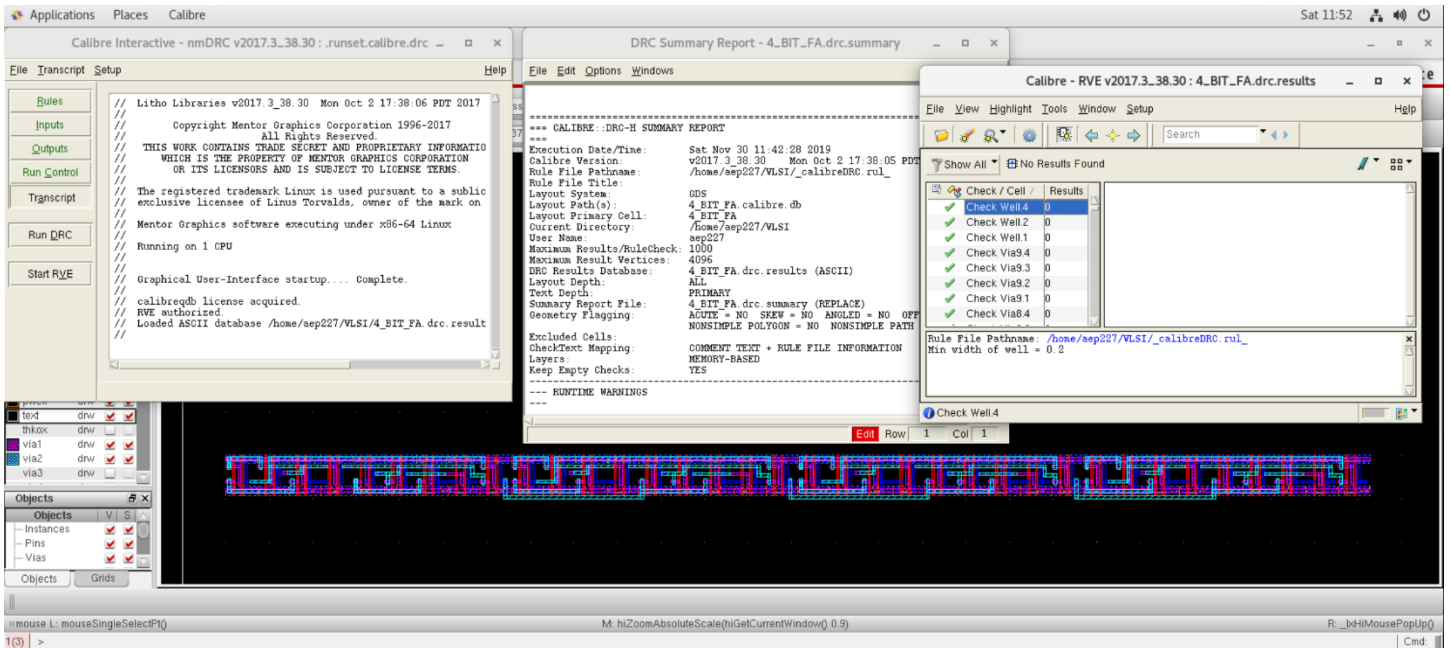 Applications Places Calibre
Sat 11:52
Calibre Interactive - nmDRC v2017.3_38.30 : .runset.calibre.drc
File Transcript Setup
Help
Rules
Inputs
Outputs
Run Control
Transcript
Run DRC
Start RVE
// Litho Libraries v2017.3_38.30 Mon Oct 2 17:38:06 PDT 2017
//
// Copyright Mentor Graphics Corporation 1996-2017
// All Rights Reserved.
// THIS WORK CONTAINS TRADE SECRET AND PROPRIETARY INFORMATIO
// WHICH IS THE PROPERTY OF MENTOR GRAPHICS CORPORATION
// OR ITS LICENSORS AND IS SUBJECT TO LICENSE TERMS.
//
// The registered trademark Linux is used pursuant to a public
// exclusive licensee of Linus Torvalds, owner of the mark on
//
// Mentor Graphics software executing under x86-64 Linux
//
// Running on 1 CPU
//
//
// Graphical User-Interface startup.... Complete.
//
// calibreqdb license acquired.
// RVE authorized.
// Loaded ASCII database /home/aep227/VLSI/4_BIT_FA.drc.result
//
DRC Summary Report - 4_BIT_FA.drc.summary
File Edit Options Windows
=== CALIBRE::DRC-H SUMMARY REPORT
===
Execution Date/Time: Sat Nov 30 11:42:28 2019
Calibre Version: v2017.3_38.30 Mon Oct 2 17:38:05 PDT
Rule File Pathname: /home/aep227/VLSI/_calibreDRC.rul_
Rule File Title:
Layout System: GDS
Layout Path(s): 4_BIT_FA.calibre.db
Layout Primary Cell: 4_BIT_FA
Current Directory: /home/aep227/VLSI
User Name: aep227
Maximum Results/RuleCheck: 1000
Maximum Result Vertices: 4096
DRC Results Database: 4_BIT_FA.drc.results (ASCII)
Layout Depth: ALL
Text Depth: PRIMARY
Summary Report File: 4_BIT_FA.drc.summary (REPLACE)
Geometry Flagging: ACUTE = NO SKEW = NO ANGLED = NO OFF
NONSIMPLE POLYGON = NO NONSIMPLE PATH
Excluded Cells:
CheckText Mapping: COMMENT TEXT + RULE FILE INFORMATION
Layers: MEMORY-BASED
Keep Empty Checks: YES
--- RUNTIME WARNINGS
---
Edit Row 1 Col 1
Calibre - RVE v2017.3_38.30 : 4_BIT_FA.drc.results
File View Highlight Tools Window Setup
Help
Search
Show All No Results Found
Check / Cell Results
Check Well.4 0
Check Well.2 0
Check Well.1 0
Check Via9.4 0
Check Via9.3 0
Check Via9.2 0
Check Via9.1 0
Check Via8.4 0
Rule File Pathname: /home/aep227/VLSI/_calibreDRC.rul_
Min width of well = 0.2
Check Well.4
pwell drw
text drw
thkox drw
via1 drw
via2 drw
via3 drw
Objects
Objects V S
Instances
Pins
Vias
Objects Grids
mouse L: mouseSingleSelectPt()
M: hiZoomAbsoluteScale(hiGetCurrentWindow() 0.9)
R: _lxHiMousePopUp()
1(3) >
Cmd: